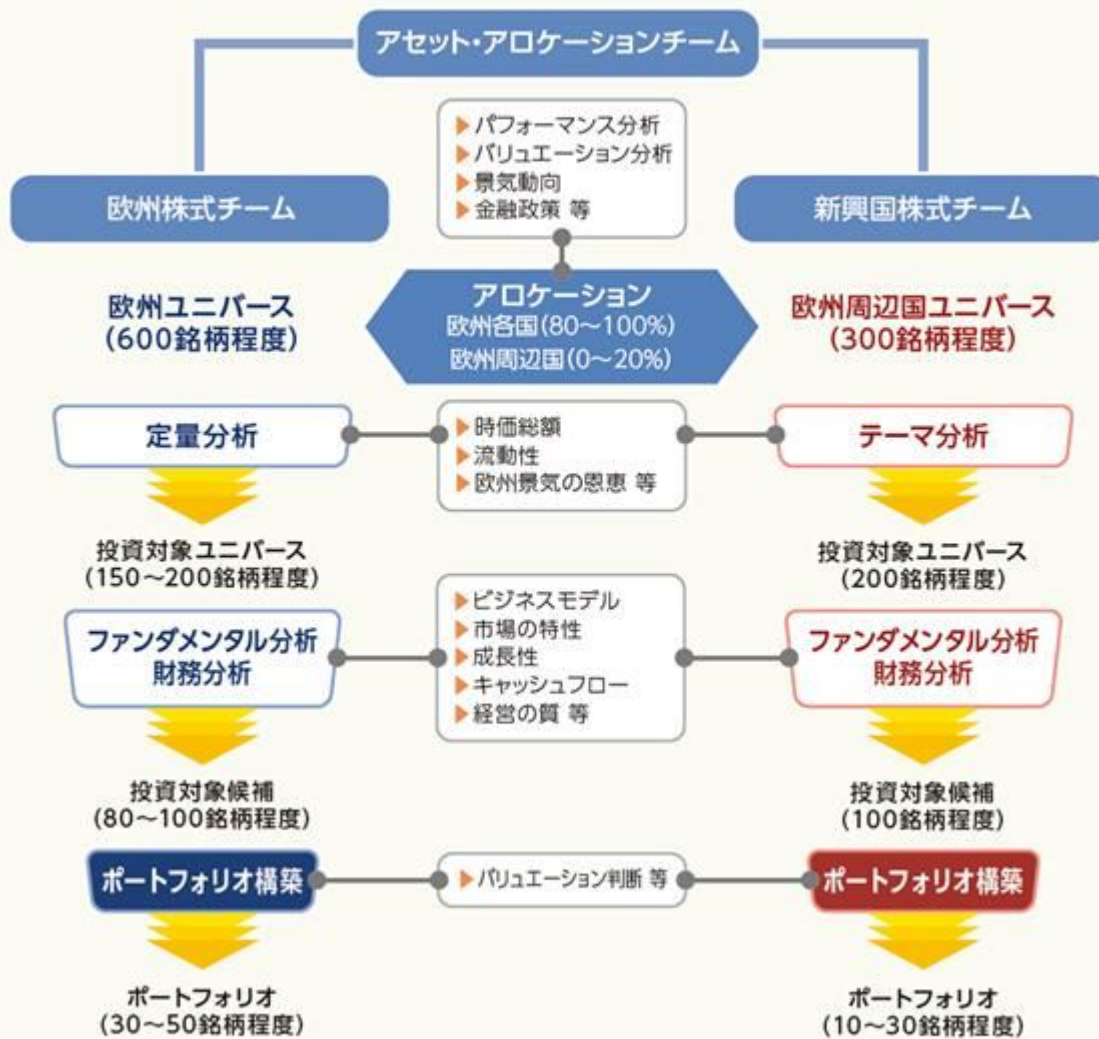 アセット・アロケーションチーム
▶パフォーマンス分析
▶バリュエーション分析
▶景気動向
▶金融政策 等
欧州株式チーム
新興国株式チーム
欧州ユニバース
(600銘柄程度)
アロケーション
欧州各国(80～100%)
欧州周辺国(0～20%)
欧州周辺国ユニバース
(300銘柄程度)
定量分析
▶時価総額
▶流動性
▶欧州景気の恩恵 等
テーマ分析
投資対象ユニバース
(150～200銘柄程度)
投資対象ユニバース
(200銘柄程度)
ファンダメンタル分析
財務分析
▶ビジネスモデル
▶市場の特性
▶成長性
▶キャッシュフロー
▶経営の質 等
ファンダメンタル分析
財務分析
投資対象候補
(80～100銘柄程度)
投資対象候補
(100銘柄程度)
ポートフォリオ構築
▶バリュエーション判断 等
ポートフォリオ構築
ポートフォリオ
(30～50銘柄程度)
ポートフォリオ
(10～30銘柄程度)